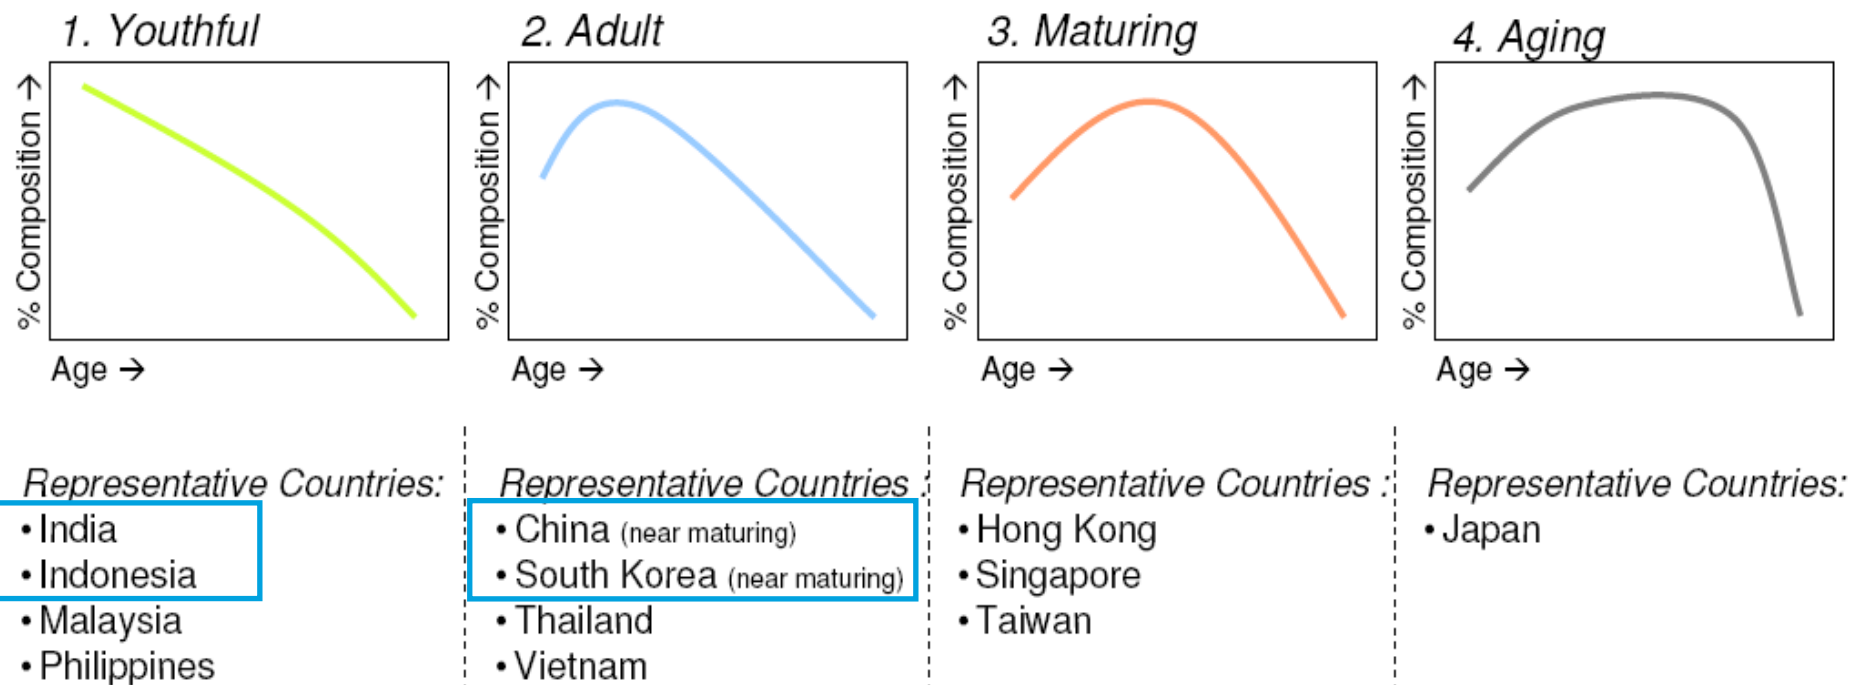 1. Youthful
2. Adult
3. Maturing
4. Aging
% Composition →
% Composition →
% Composition →
% Composition →
Age →
Age →
Age →
Age →
Representative Countries:
• India
• Indonesia
• Malaysia
• Philippines
Representative Countries :
• China (near maturing)
• South Korea (near maturing)
• Thailand
• Vietnam
Representative Countries :
• Hong Kong
• Singapore
• Taiwan
Representative Countries:
• Japan